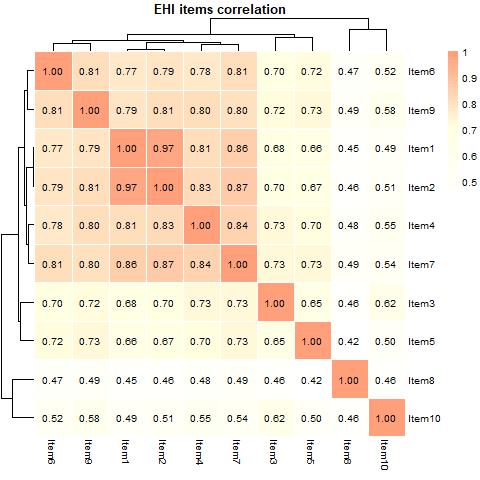 EHI items correlation
1.00 0.81 0.77 0.79 0.78 0.81 0.70 0.72 0.47 0.52 Item6
0.81 1.00 0.79 0.81 0.80 0.80 0.72 0.73 0.49 0.58 Item9
0.77 0.79 1.00 0.97 0.81 0.86 0.68 0.66 0.45 0.49 Item1
0.79 0.81 0.97 1.00 0.83 0.87 0.70 0.67 0.46 0.51 Item2
0.78 0.80 0.81 0.83 1.00 0.84 0.73 0.70 0.48 0.55 Item4
0.81 0.80 0.86 0.87 0.84 1.00 0.73 0.73 0.49 0.54 Item7
0.70 0.72 0.68 0.70 0.73 0.73 1.00 0.65 0.46 0.62 Item3
0.72 0.73 0.66 0.67 0.70 0.73 0.65 1.00 0.42 0.50 Item5
0.47 0.49 0.45 0.46 0.48 0.49 0.46 0.42 1.00 0.46 Item8
0.52 0.58 0.49 0.51 0.55 0.54 0.62 0.50 0.46 1.00 Item10
Item6 Item9 Item1 Item2 Item4 Item7 Item3 Item5 Item8 Item10
1
0.9
0.8
0.7
0.6
0.5